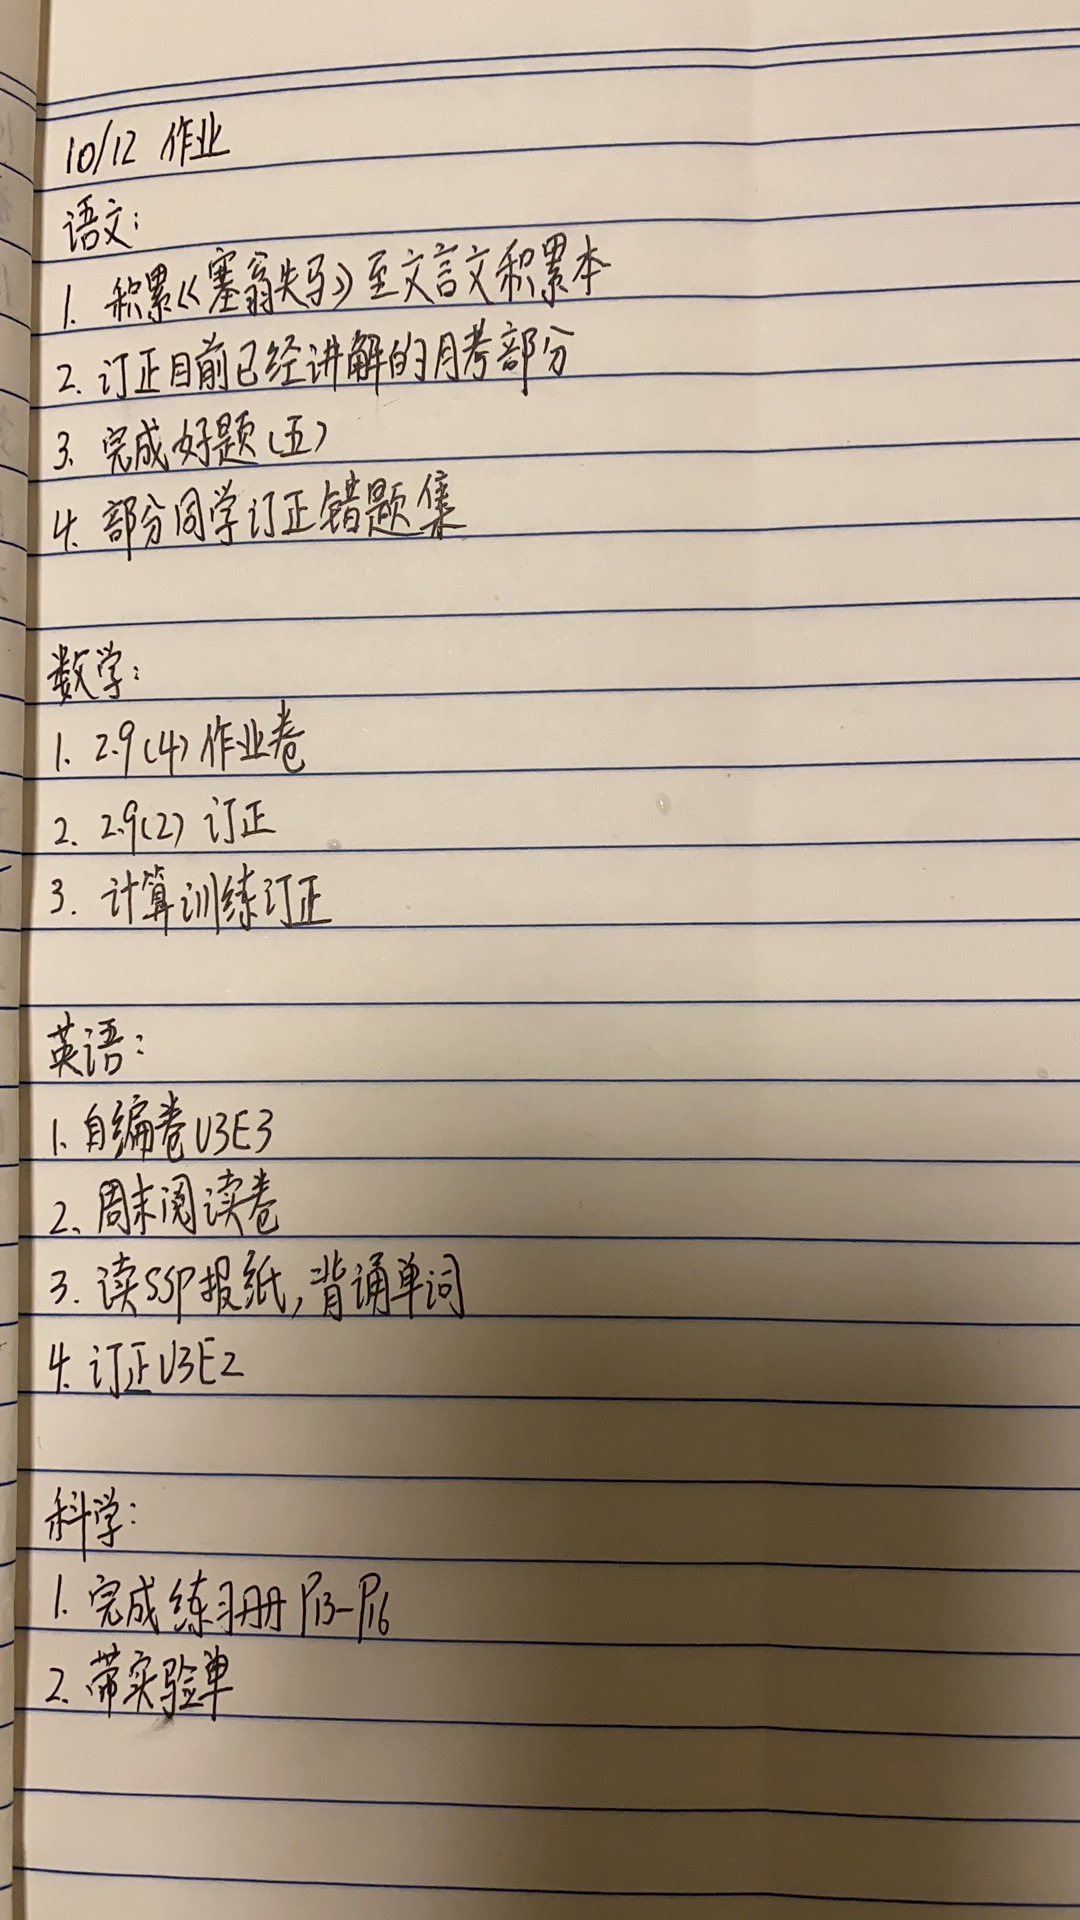 10/12 作业
语文:
1. 积累《塞翁失马》至文言文积累本
2. 订正目前已经讲解的月考部分
3. 完成好题(五)
4. 部分同学订正错题集
数学:
1. 2.9(4)作业卷
2. 2.9(2) 订正
3. 计算训练订正
英语:
1. 自编卷U3E3
2、周末阅读卷
3. 读SSP报纸,背诵单词
4. 订正U3E2
科学:
1. 完成练习册P13-P16
2. 带实验单